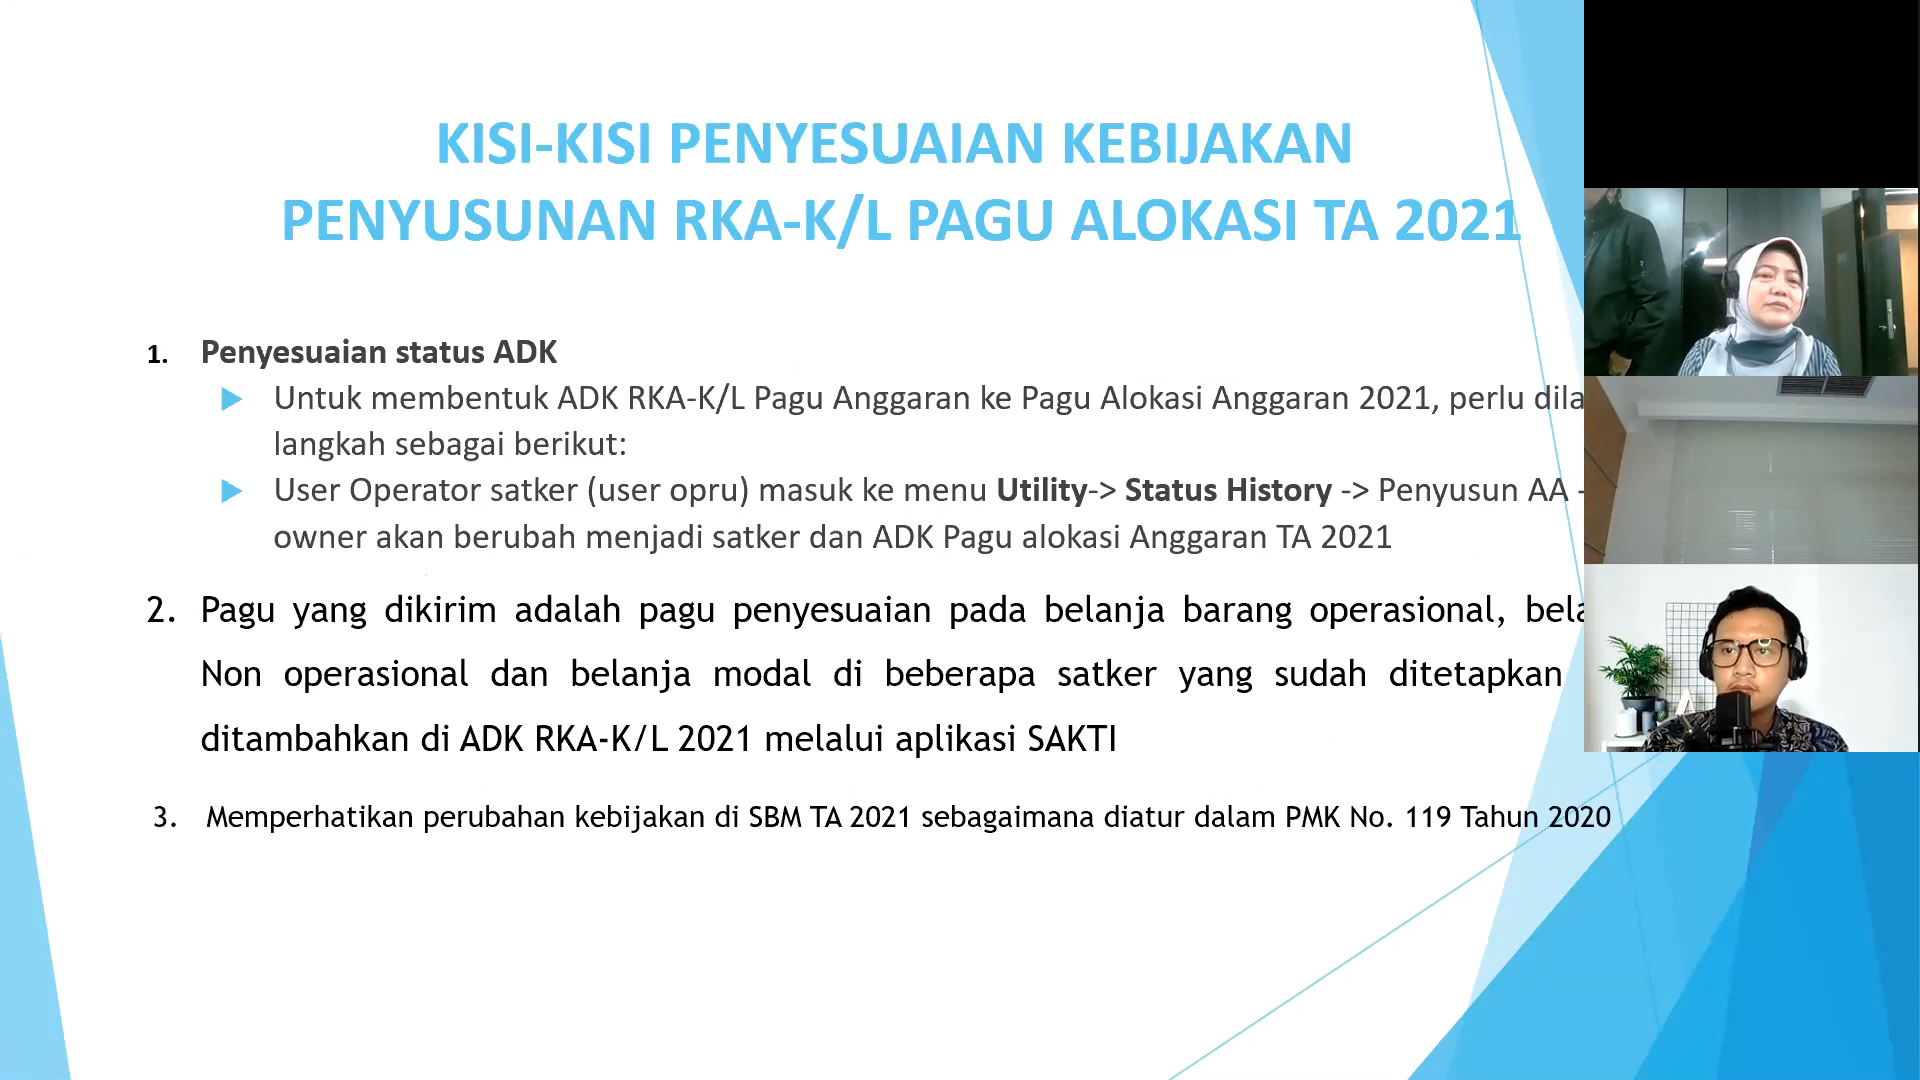 KISI-KISI PENYESUAIAN KEBIJAKAN
PENYUSUNAN RKA-K/L PAGU ALOKASI TA 2021
1. Penyesuaian status ADK
Untuk membentuk ADK RKA-K/L Pagu Anggaran ke Pagu Alokasi Anggaran 2021, perlu
langkah sebagai berikut:
User Operator satker (user opru) masuk ke menu Utility-> Status History -> Penyusun AA -
owner akan berubah menjadi satker dan ADK Pagu alokasi Anggaran TA 2021
2. Pagu yang dikirim adalah pagu penyesuaian pada belanja barang operasional,
Non operasional dan belanja modal di beberapa satker yang sudah ditetapkan
ditambahkan di ADK RKA-K/L 2021 melalui aplikasi SAKTI
3. Memperhatikan perubahan kebijakan di SBM TA 2021 sebagaimana diatur dalam PMK No. 119 Tahun 2020